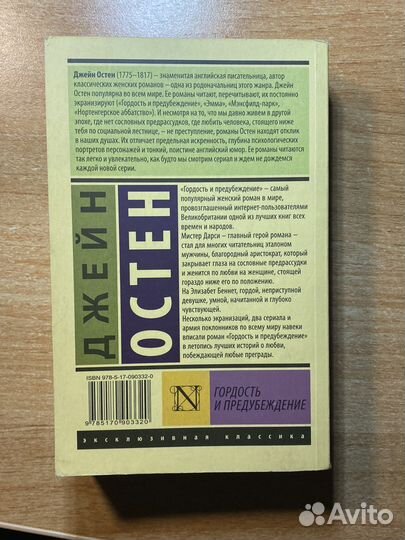 Джейн Остен (1775–1817) – знаменитая английская писательница, автор
классических женских романов – одна из родоначальниц этого жанра. Джейн
Остен популярна во всем мире. Ее романы читают, перечитывают, их постоянно
экранизируют («Гордость и предубеждение», «Эмма», «Мэнсфилд-парк»,
«Нортенгерское аббатство»). И несмотря на то, что мы давно живем в другой
эпохе, где нет сословных предрассудков, где любить человека, стоящего ниже
тебя по социальной лестнице, – не преступление, романы Остен находят отклик
в наших душах. Их отличает предельная искренность, глубина психологических
портретов персонажей и тонкий, поистине английский юмор. Ее романы читаются
так легко и увлекательно, как будто мы смотрим сериал и ждем не дождемся
каждой новой серии.
ДЖЕЙН
ОСТЕН
«Гордость и предубеждение» – самый
популярный женский роман в мире,
провозглашенный интернет-пользователями
Великобритании одной из лучших книг всех
времен и народов.
Мистер Дарси – главный герой романа –
стал для многих читательниц эталоном
мужчины, благородный аристократ, который
закрывает глаза на сословные предрассудки
и женится по любви на женщине, стоящей
гораздо ниже его по положению.
На Элизабет Беннет, гордой, неприступной
девушке, умной, начитанной и глубоко
чувствующей.
Несколько экранизаций, два сериала и
армия поклонников по всему миру навеки
вписали роман «Гордость и предубеждение»
в летопись лучших историй о любви,
побеждающей любые преграды.
ISBN 978-5-17-090332-0
9 785170 903320
N
ГОРДОСТЬ
И ПРЕДУБЕЖДЕНИЕ
эксклюзивная классика
Avito